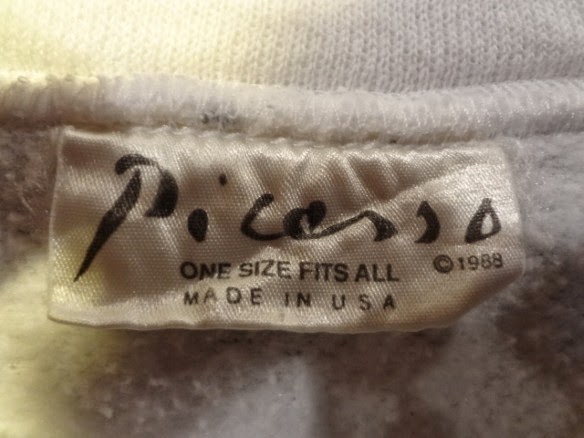 Picasso
ONE SIZE FITS ALL ©1988
MADE IN USA